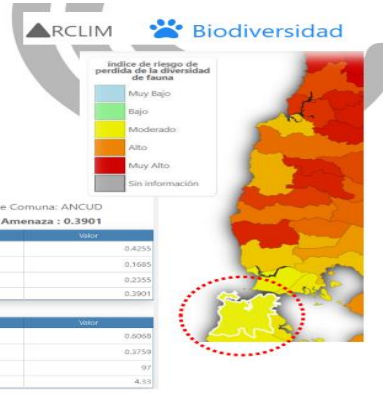 ARCLIM Biodiversidad
índice de riesgo de
perdida de la diversidad
de fauna
Muy Bajo
Bajo
Moderado
Alto
Muy Alto
Sin información
e Comuna: ANCUD
Amenaza : 0.3901
Valor
0.4255
0.1685
0.2355
0.3901
Valor
0.6068
0.3759
97
4.33